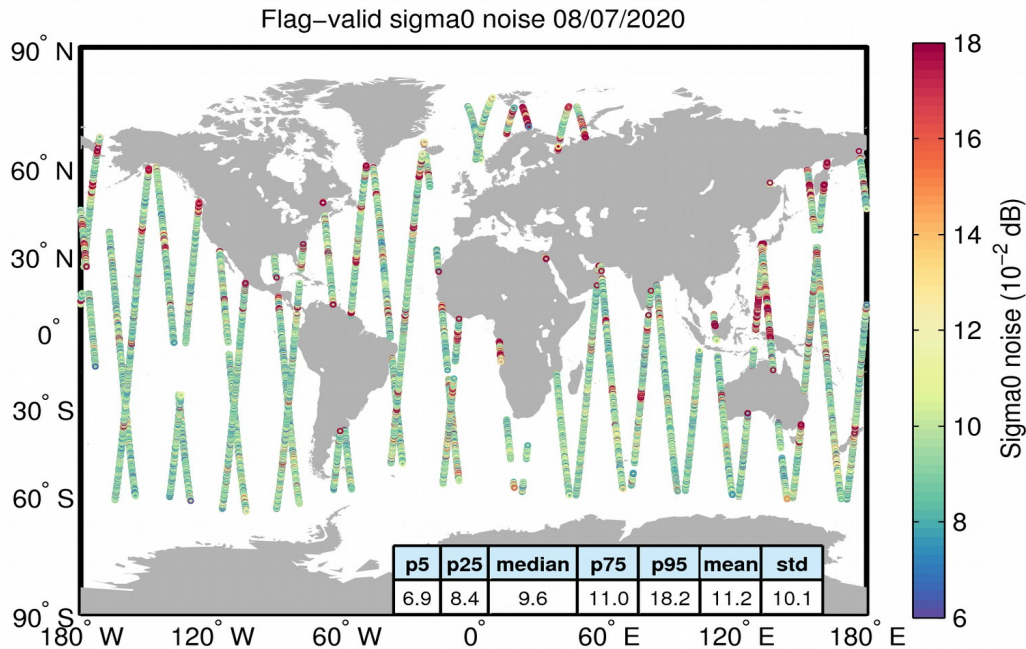 Flag−valid sigma0 noise 08/07/2020
90° N
60° N
30° N
0°
30° S
60° S
90° S
180° W
120° W
60° W
0°
60° E
120° E
180° E
p5 p25 median p75 p95 mean std
6.9 8.4 9.6 11.0 18.2 11.2 10.1
18
16
14
12
10
8
6
Sigma0 noise (10⁻² dB)